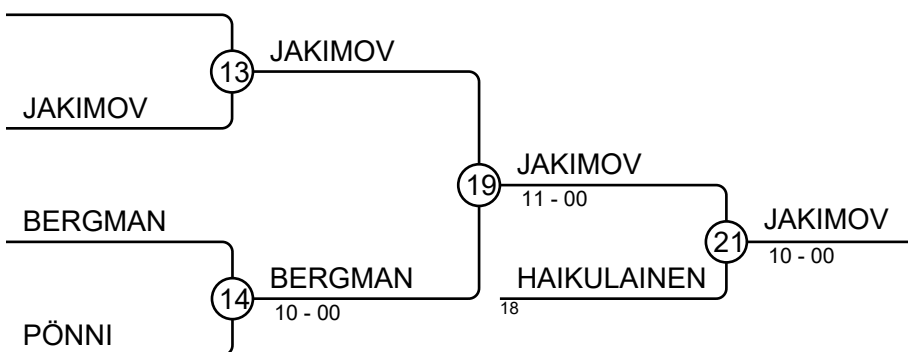 13
JAKIMOV
JAKIMOV
19
JAKIMOV
11 - 00
BERGMAN
21
JAKIMOV
10 - 00
14
BERGMAN
10 - 00
HAIKULAINEN
18
PÖNNI